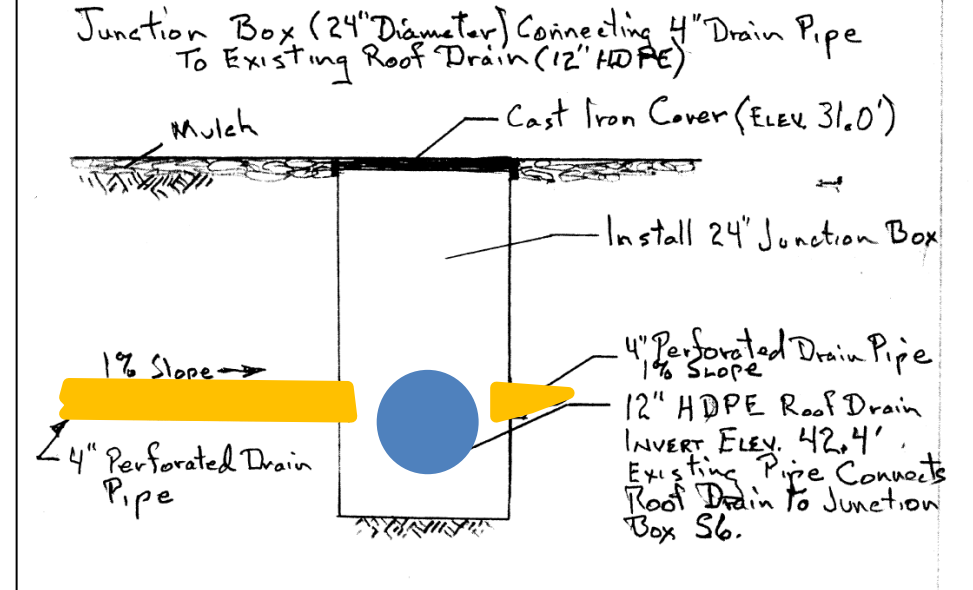 Junction Box (24" Diameter) Connecting 4" Drain Pipe
To Existing Roof Drain (12" HDPE)
Mulch
Cast Iron Cover (ELEV. 31.0')
Install 24" Junction Box
1% Slope
4" Perforated Drain Pipe
1% SLOPE
12" HDPE Roof Drain
INVERT ELEV. 42.4'.
Existing Pipe Connects
Roof Drain To Junction
Box S6.
4" Perforated Drain
Pipe